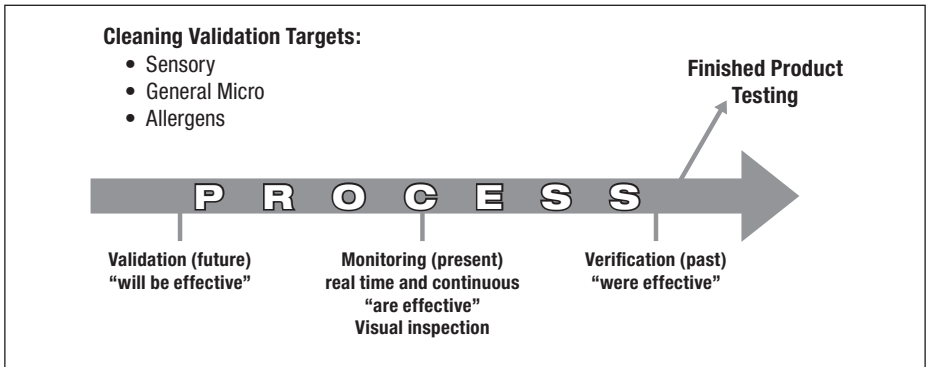 Cleaning Validation Targets:
• Sensory
• General Micro
• Allergens
Finished Product
Testing
PROCESS
Validation (future)
“will be effective”
Monitoring (present)
real time and continuous
“are effective”
Visual inspection
Verification (past)
“were effective”